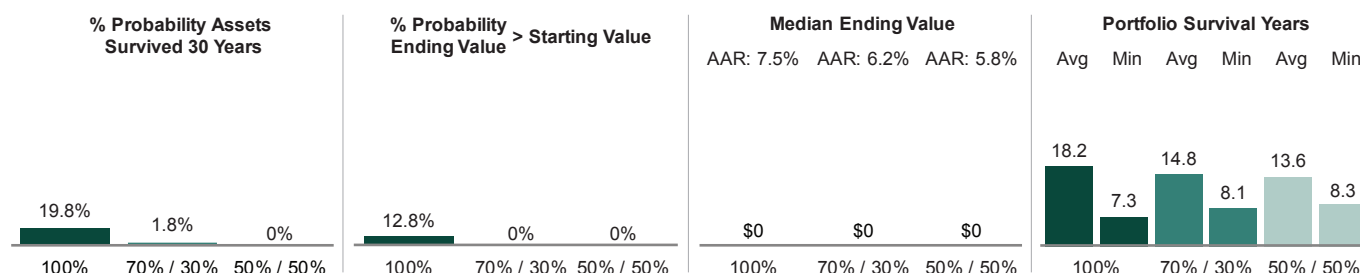 % Probability Assets
Survived 30 Years
19.8%
1.8%
0%
100%
70% / 30%
50% / 50%
% Probability
Ending Value
> Starting Value
12.8%
0%
0%
100%
70% / 30%
50% / 50%
Median Ending Value
AAR: 7.5%
AAR: 6.2%
AAR: 5.8%
$0
$0
$0
100%
70% / 30%
50% / 50%
Portfolio Survival Years
Avg
Min
Avg
Min
Avg
Min
18.2
7.3
14.8
8.1
13.6
8.3
100%
70% / 30%
50% / 50%